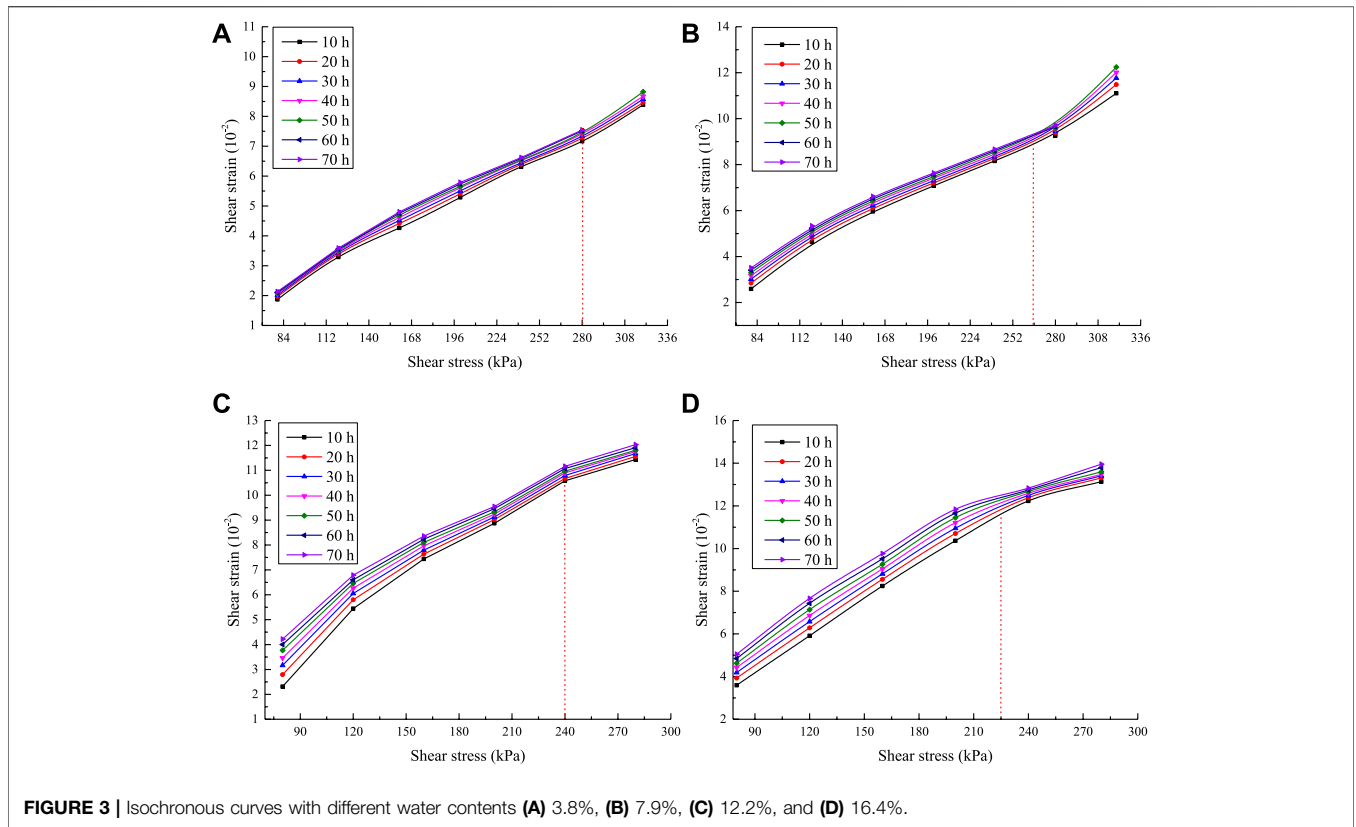 A
11
10
9
8
7
6
5
4
3
2
1
Shear strain (10-2)
10 h
20 h
30 h
40 h
50 h
60 h
70 h
84 112 140 168 196 224 252 280 308 336
Shear stress (kPa)
B
14
12
10
8
6
4
2
Shear strain (10-2)
10 h
20 h
30 h
40 h
50 h
60 h
70 h
84 112 140 168 196 224 252 280 308 336
Shear stress (kPa)
C
13
12
11
10
9
8
7
6
5
4
3
2
1
Shear strain (10-2)
10 h
20 h
30 h
40 h
50 h
60 h
70 h
90 120 150 180 210 240 270 300
Shear stress (kPa)
D
16
14
12
10
8
6
4
2
Shear strain (10-2)
10 h
20 h
30 h
40 h
50 h
60 h
70 h
90 120 150 180 210 240 270 300
Shear stress (kPa)
FIGURE 3 | Isochronous curves with different water contents (A) 3.8%, (B) 7.9%, (C) 12.2%, and (D) 16.4%.